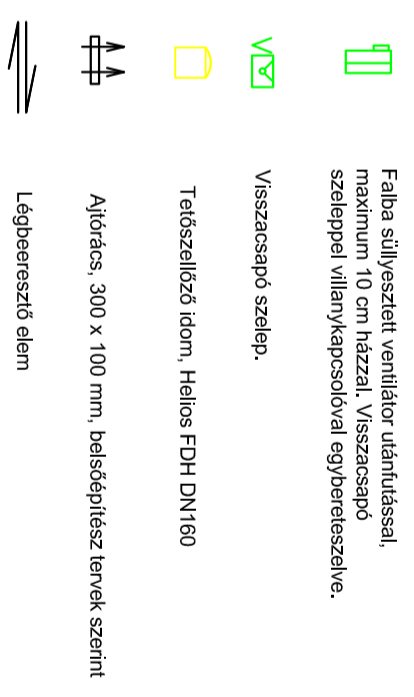 Falba süllyesztett ventilátor utánfutással,
maximum 10 cm házzal. Visszacsapó
szeleppel villanykapcsolóval egybereteszelve.
V
Visszacsapó szelep.
Tetőszellőző idom, Helios FDH DN160
Ajtórács, 300 x 100 mm, belsőépítész tervek szerint
Légbeeresztő elem